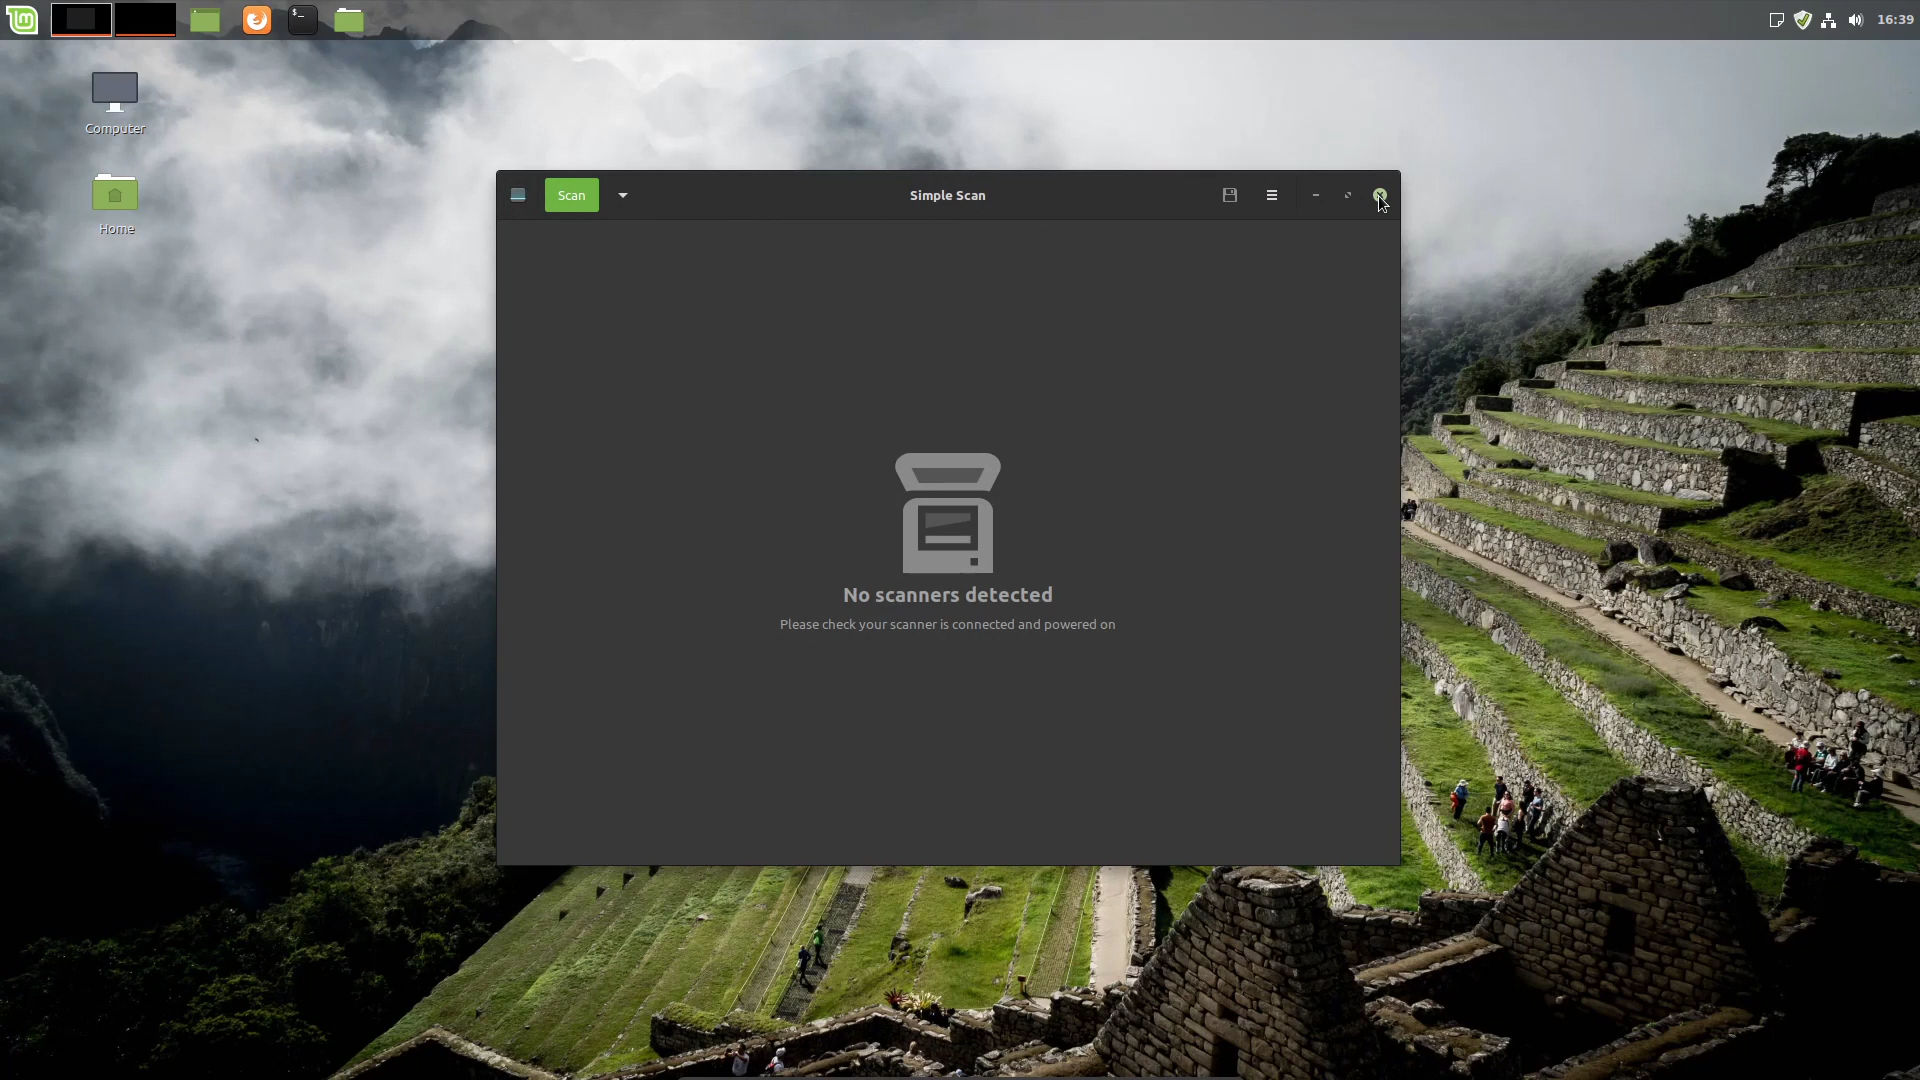 16:39
Computer
Home
Scan
Simple Scan
No scanners detected
Please check your scanner is connected and powered on
$_